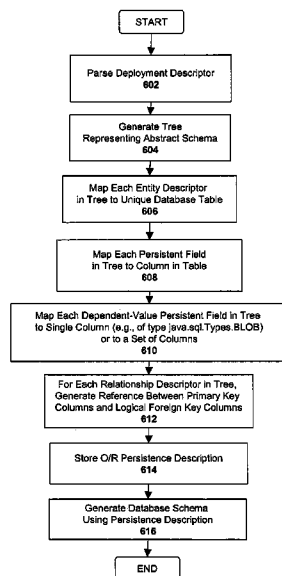 START
Parse Deployment Descriptor
602
Generate Tree
Representing Abstract Schema
604
Map Each Entity Descriptor
in Tree to Unique Database Table
606
Map Each Persistent Field
in Tree to Column in Table
608
Map Each Dependent-Value Persistent Field in Tree
to Single Column (e.g., of type java.sql.Types.BLOB)
or to a Set of Columns
610
For Each Relationship Descriptor in Tree,
Generate Reference Between Primary Key
Columns and Logical Foreign Key Columns
612
Store O/R Persistence Description
614
Generate Database Schema
Using Persistence Description
616
END